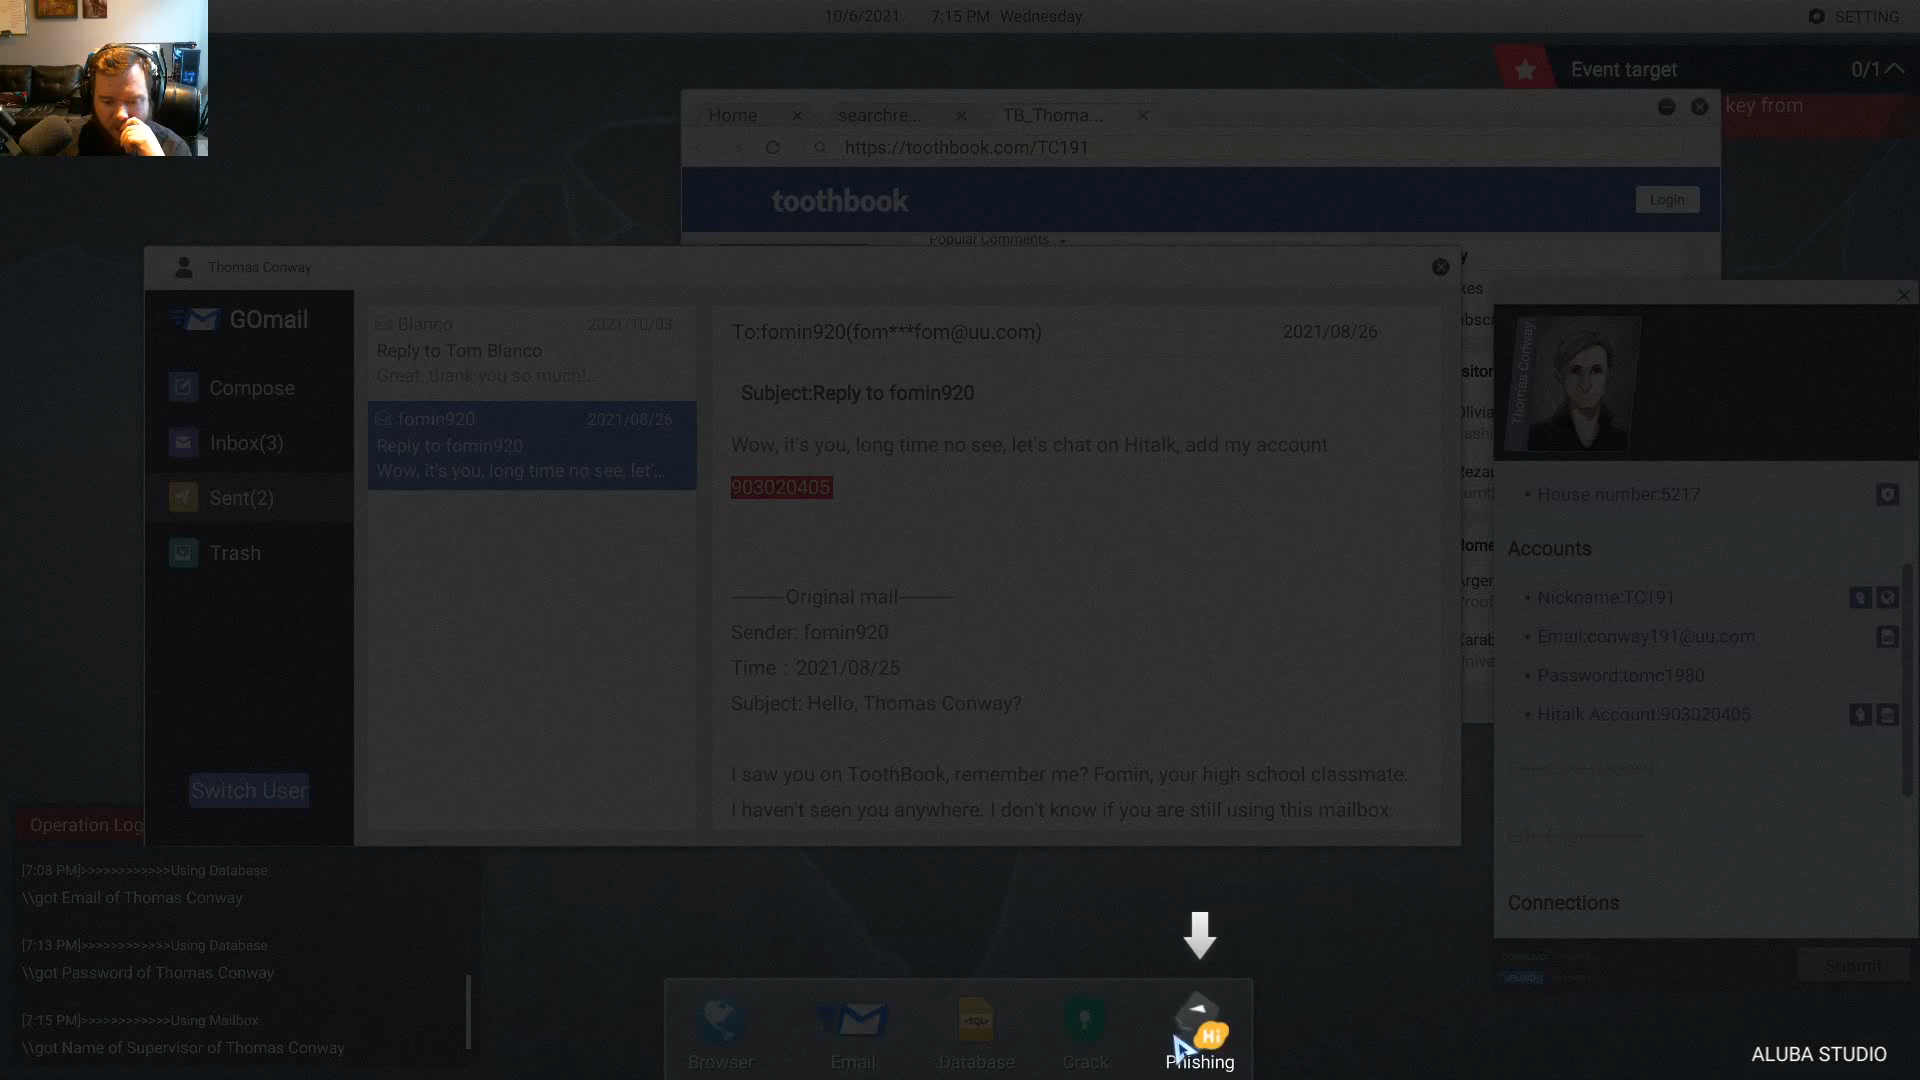 10/6/2021 7:15 PM Wednesday
SETTING
Event target 0/1
key from
Home searchre... TB_Thoma...
https://toothbook.com/TC191
toothbook
Login
Popular Comments
Thomas Conway
GOmail
Compose
Inbox(3)
Sent(2)
Trash
Switch User
Blanco 2021/10/03
Reply to Tom Blanco
Great, thank you so much!...
fomin920 2021/08/26
Reply to fomin920
Wow, it's you, long time no see, let'...
To:fomin920(fom***fom@uu.com) 2021/08/26
Subject:Reply to fomin920
Wow, it's you, long time no see, let's chat on Hitalk, add my account
903020405
Original mail
Sender: fomin920
Time : 2021/08/25
Subject: Hello, Thomas Conway?
I saw you on ToothBook, remember me? Fomin, your high school classmate.
I haven't seen you anywhere. I don't know if you are still using this mailbox
Thomas Conway
• House number:5217
Accounts
• Nickname:TC191
• Email:conway191@uu.com
• Password:tomc1980
• Hitalk Account:903020405
Connections
UPLOAD
Submit
Operation Log
[7:08 PM]>>>>>>>>>>>>Using Database
\\got Email of Thomas Conway
[7:13 PM]>>>>>>>>>>>>Using Database
\\got Password of Thomas Conway
[7:15 PM]>>>>>>>>>>>>Using Mailbox
\\got Name of Supervisor of Thomas Conway
<SQL>
Hi
Browser Email Database Crack Phishing
ALUBA STUDIO